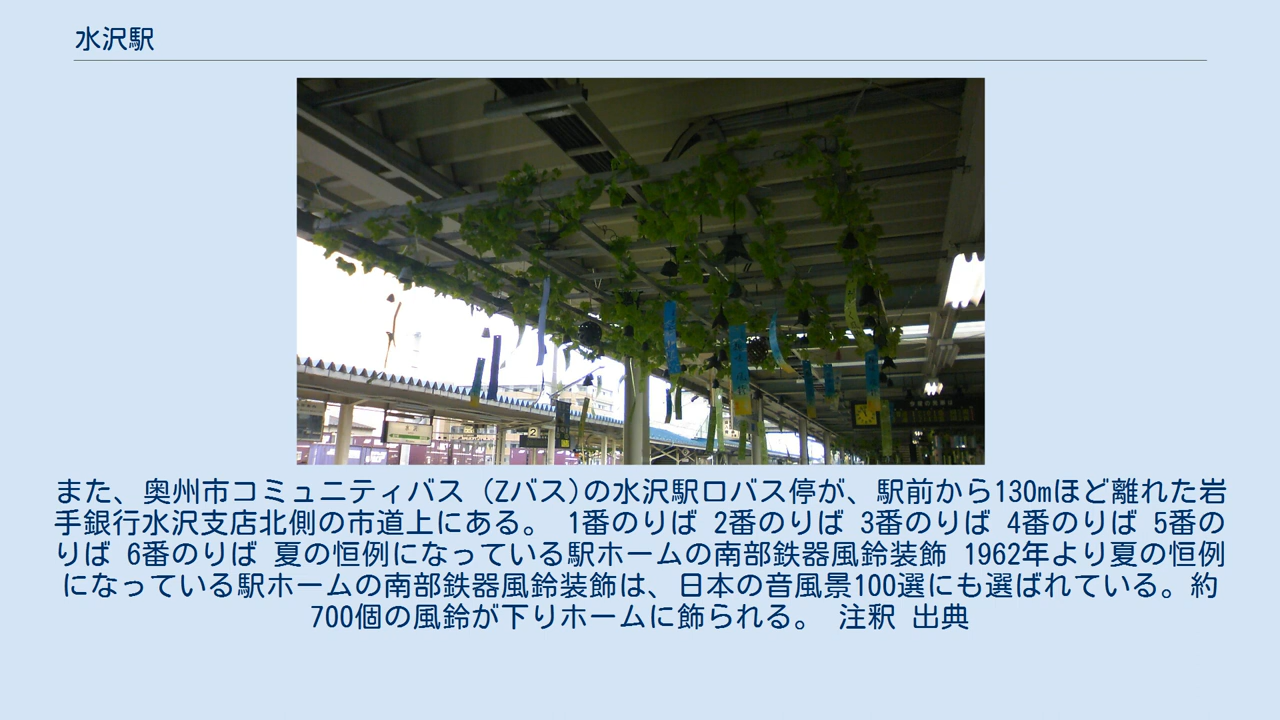 水沢駅
2
また、奥州市コミュニティバス (Zバス)の水沢駅口バス停が、駅前から130mほど離れた岩
手銀行水沢支店北側の市道上にある。 1番のりば 2番のりば 3番のりば 4番のりば 5番の
りば 6番のりば 夏の恒例になっている駅ホームの南部鉄器風鈴装飾 1962年より夏の恒例
になっている駅ホームの南部鉄器風鈴装飾は、日本の音風景100選にも選ばれている。約
700個の風鈴が下りホームに飾られる。 注釈 出典